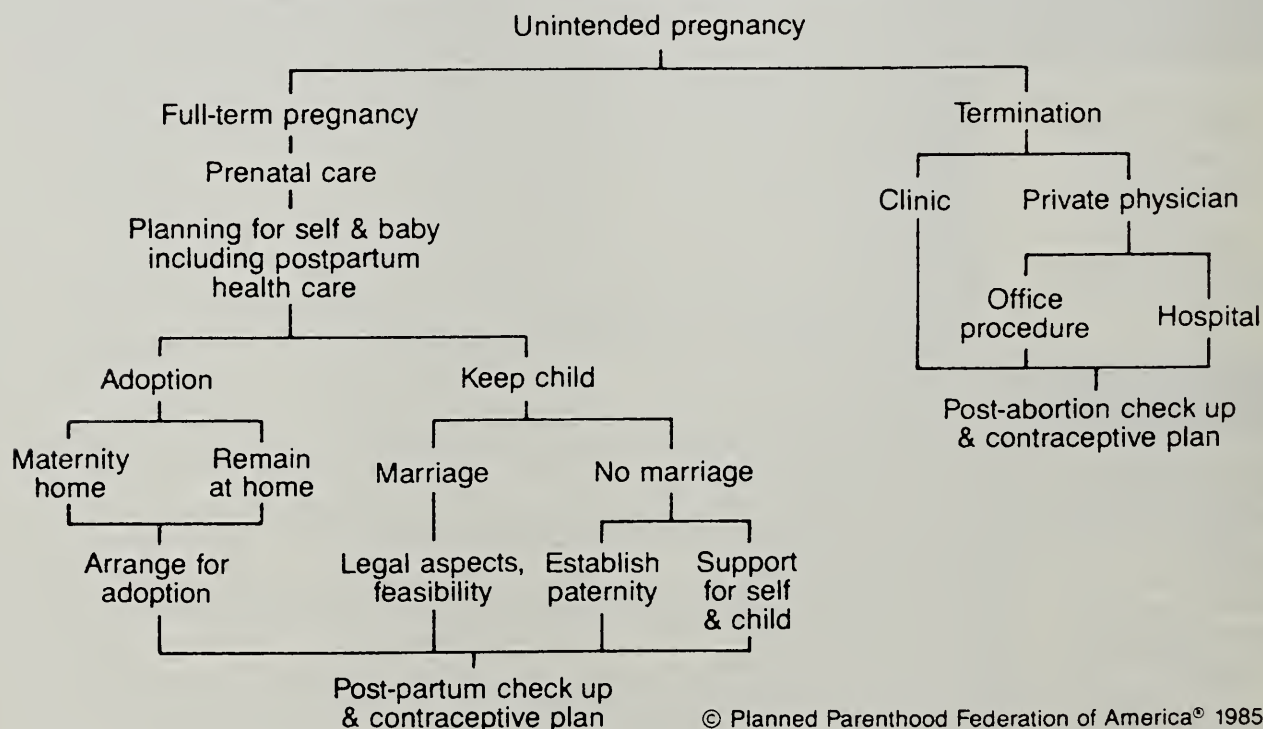 Unintended pregnancy
Full-term pregnancy
Termination
Prenatal care
Clinic
Private physician
Planning for self & baby
including postpartum
health care
Office
procedure
Hospital
Adoption
Keep child
Post-abortion check up
& contraceptive plan
Maternity
home
Remain
at home
Marriage
No marriage
Arrange for
adoption
Legal aspects,
feasibility
Establish
paternity
Support
for self
& child
Post-partum check up
& contraceptive plan
© Planned Parenthood Federation of America® 1985